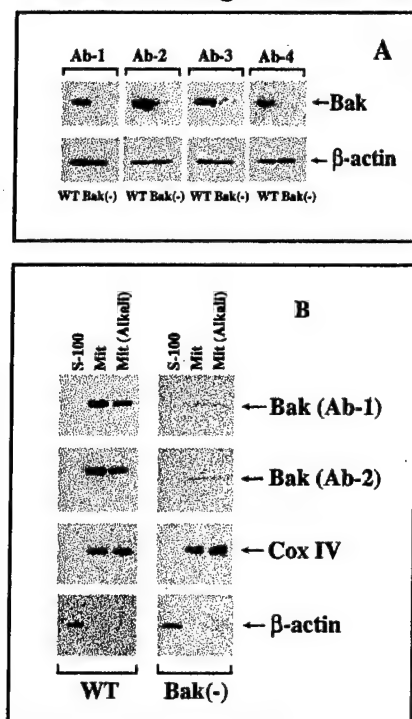 Ab-1 Ab-2 Ab-3 Ab-4
A
←Bak
←β-actin
WT Bak(-) WT Bak(-) WT Bak(-) WT Bak(-)
B
S-100 Mit Mit (Alkali) S-100 Mit Mit (Alkali)
← Bak (Ab-1)
← Bak (Ab-2)
← Cox IV
← β-actin
WT Bak(-)